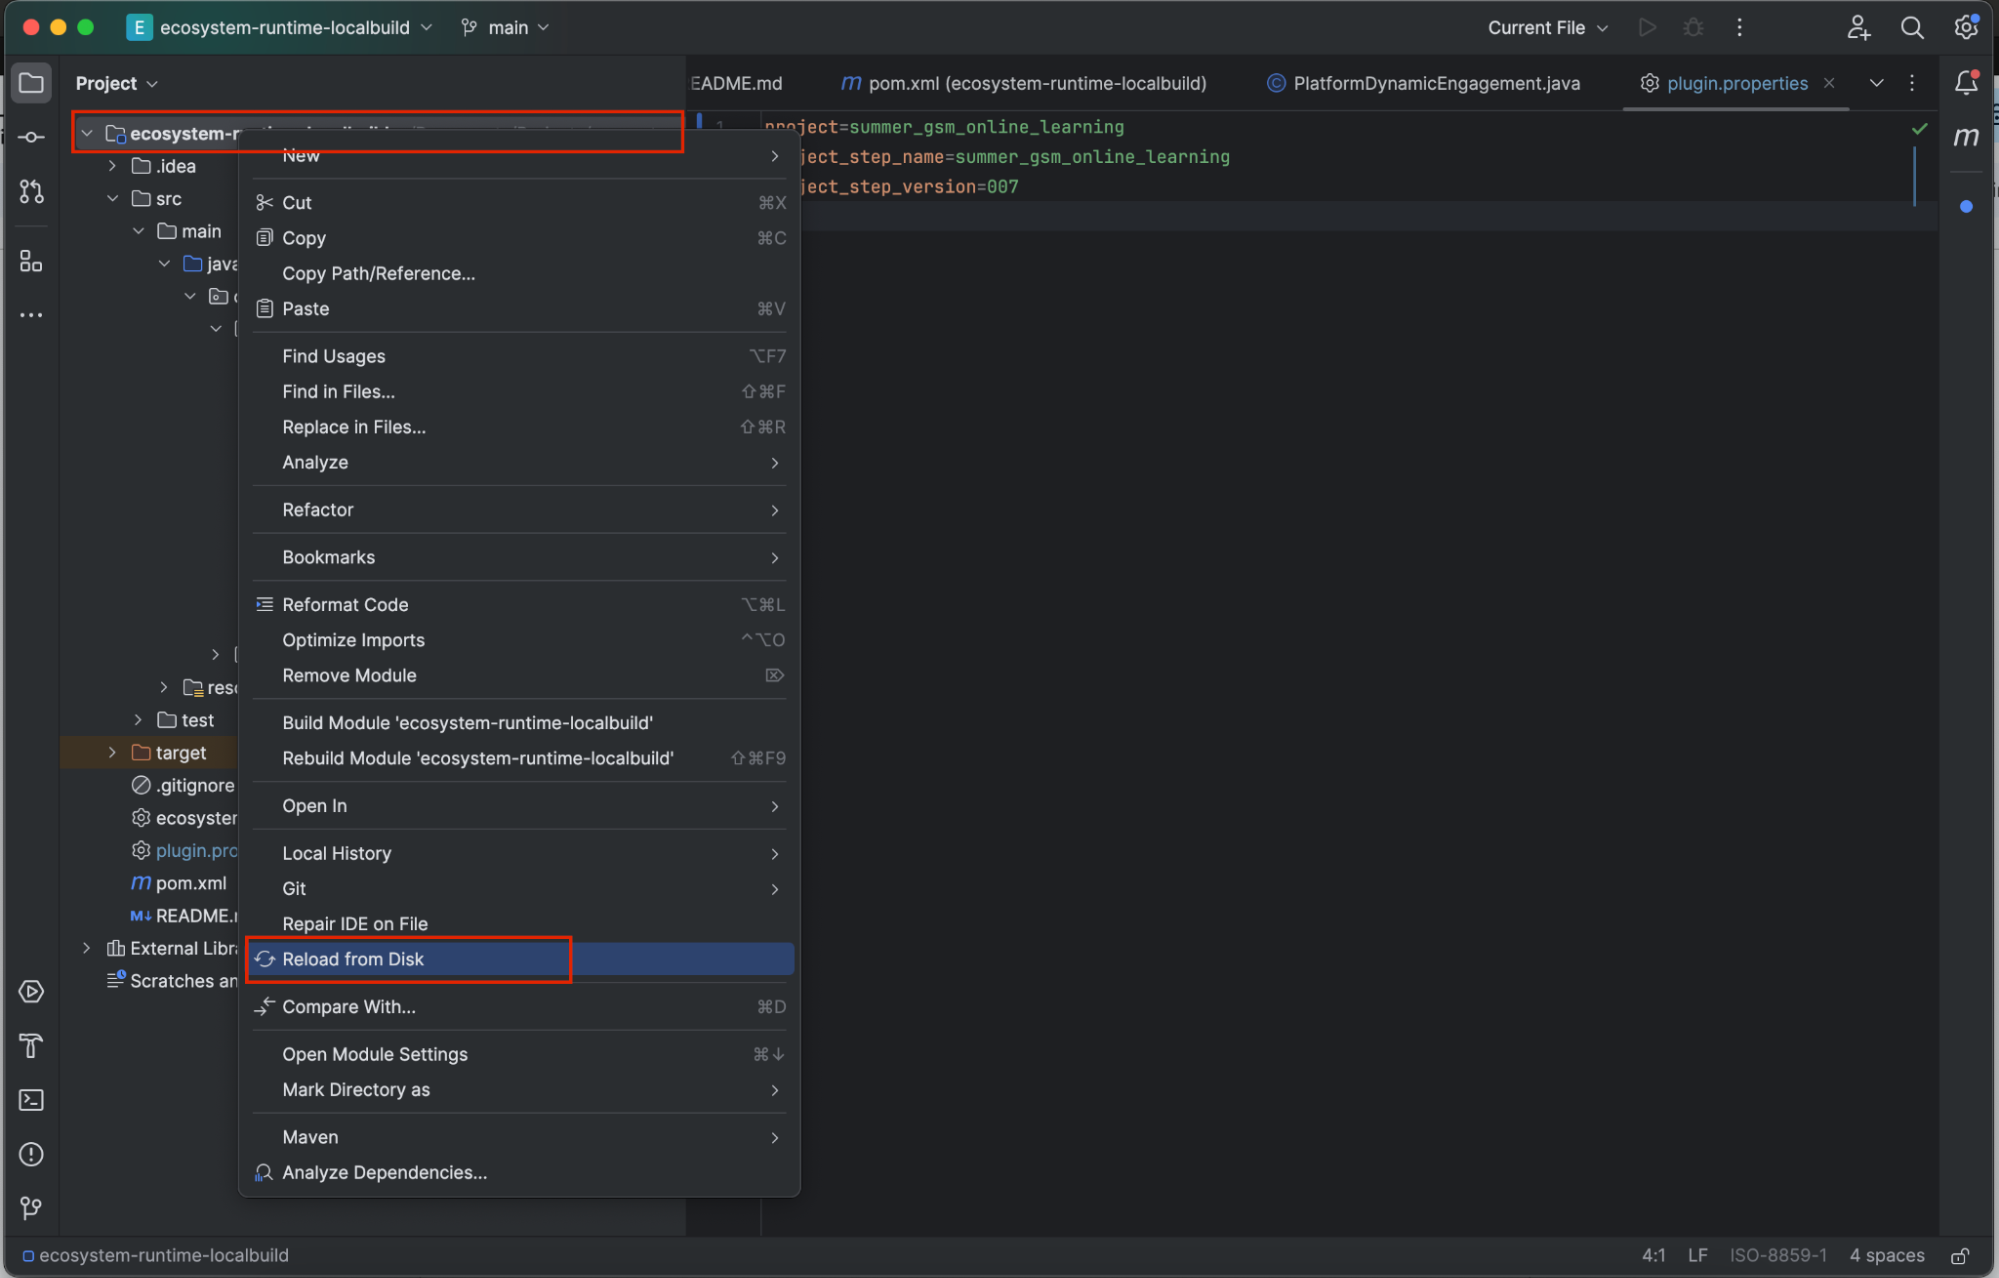 E ecosystem-runtime-localbuild main Current File
Project
EADME.md
m pom.xml (ecosystem-runtime-localbuild)
© PlatformDynamicEngagement.java
plugin.properties
ecosystem-r
.idea
src
main
java
reso
test
target
.gitignore
ecosyster
plugin.pro
m pom.xml
M↓ README.
External Libr
Scratches an
New
Cut ⌘X
Copy ⌘C
Copy Path/Reference...
Paste ⌘V
Find Usages ⌥F7
Find in Files... ⇧⌘F
Replace in Files... ⇧⌘R
Analyze
Refactor
Bookmarks
Reformat Code ⌥⌘L
Optimize Imports ^⌥O
Remove Module ⌦
Build Module 'ecosystem-runtime-localbuild'
Rebuild Module 'ecosystem-runtime-localbuild' ⇧⌘F9
Open In
Local History
Git
Repair IDE on File
Reload from Disk
Compare With... ⌘D
Open Module Settings ⌘↓
Mark Directory as
Maven
Analyze Dependencies...
1 project=summer_gsm_online_learning
ject_step_name=summer_gsm_online_learning
ject_step_version=007
m
ecosystem-runtime-localbuild
4:1 LF ISO-8859-1 4 spaces